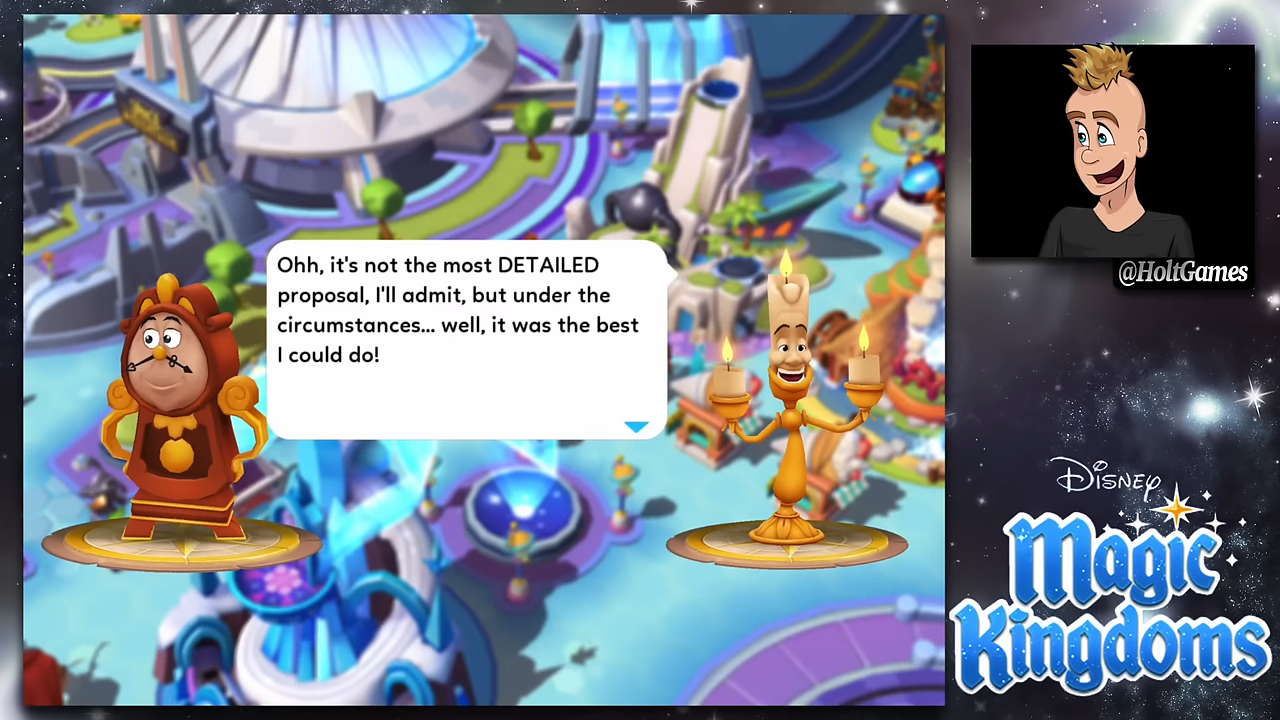 Ohh, it's not the most DETAILED
proposal, I'll admit, but under the
circumstances... well, it was the best
I could do!
@HoltGames
Disney
Magic
Kingdoms